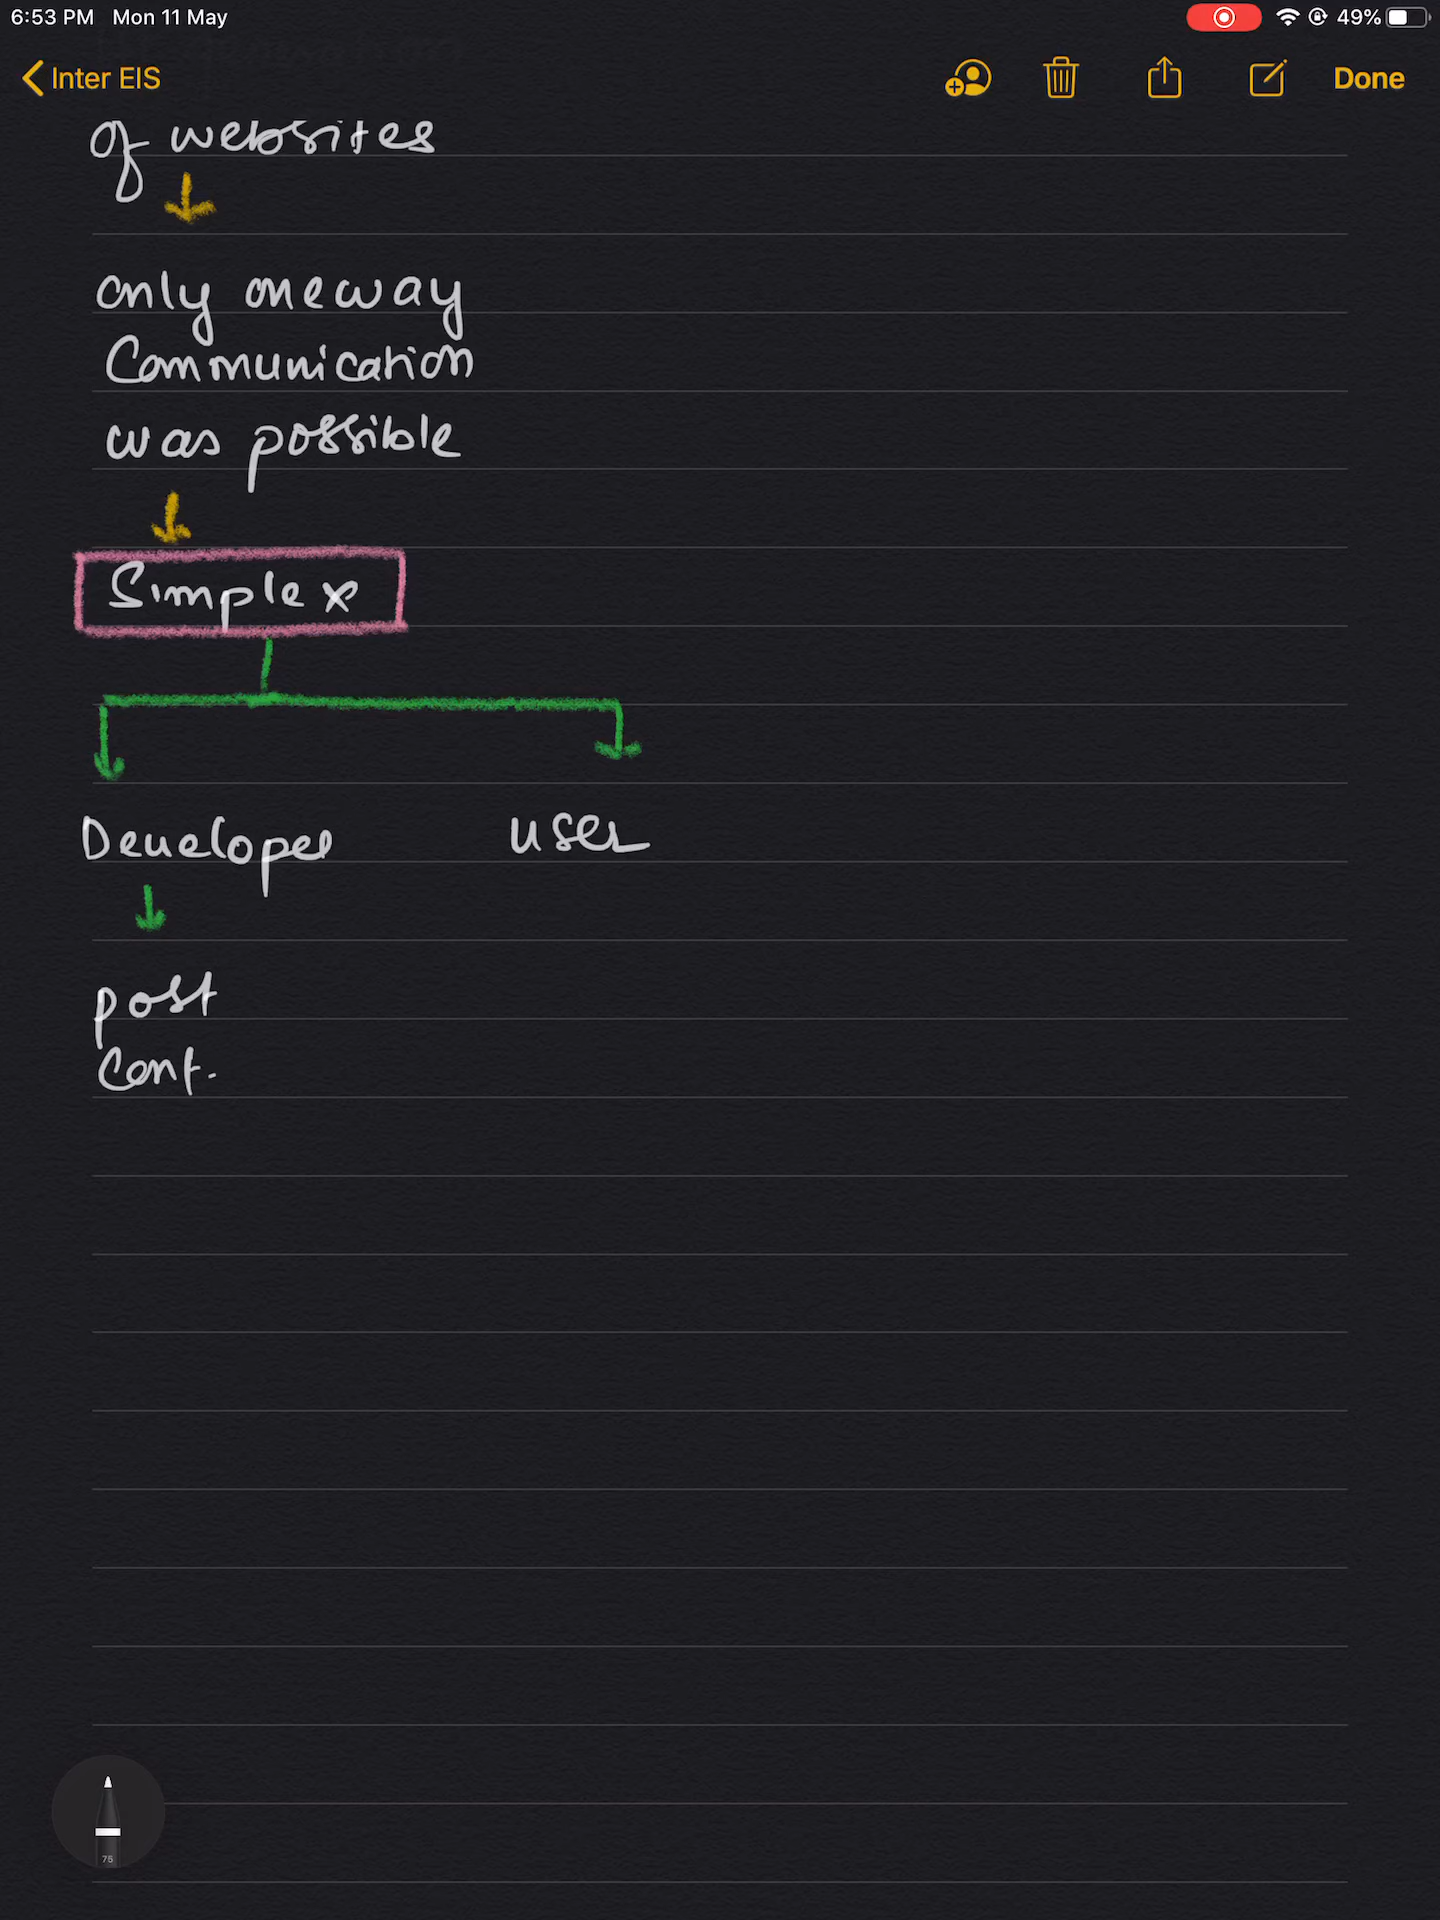 6:53 PM Mon 11 May 49%
Inter EIS Done
of websites
only oneway
Communication
was possible
Simplex
Developer user
post
Cont.
75